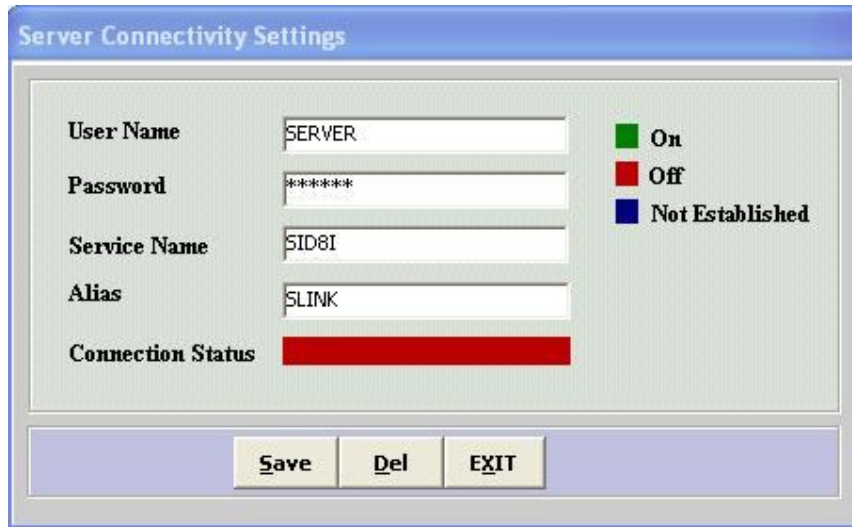 Server Connectivity Settings
User Name SERVER
On
Password ******
Off
Not Established
Service Name SID8I
Alias SLINK
Connection Status
Save Del EXIT